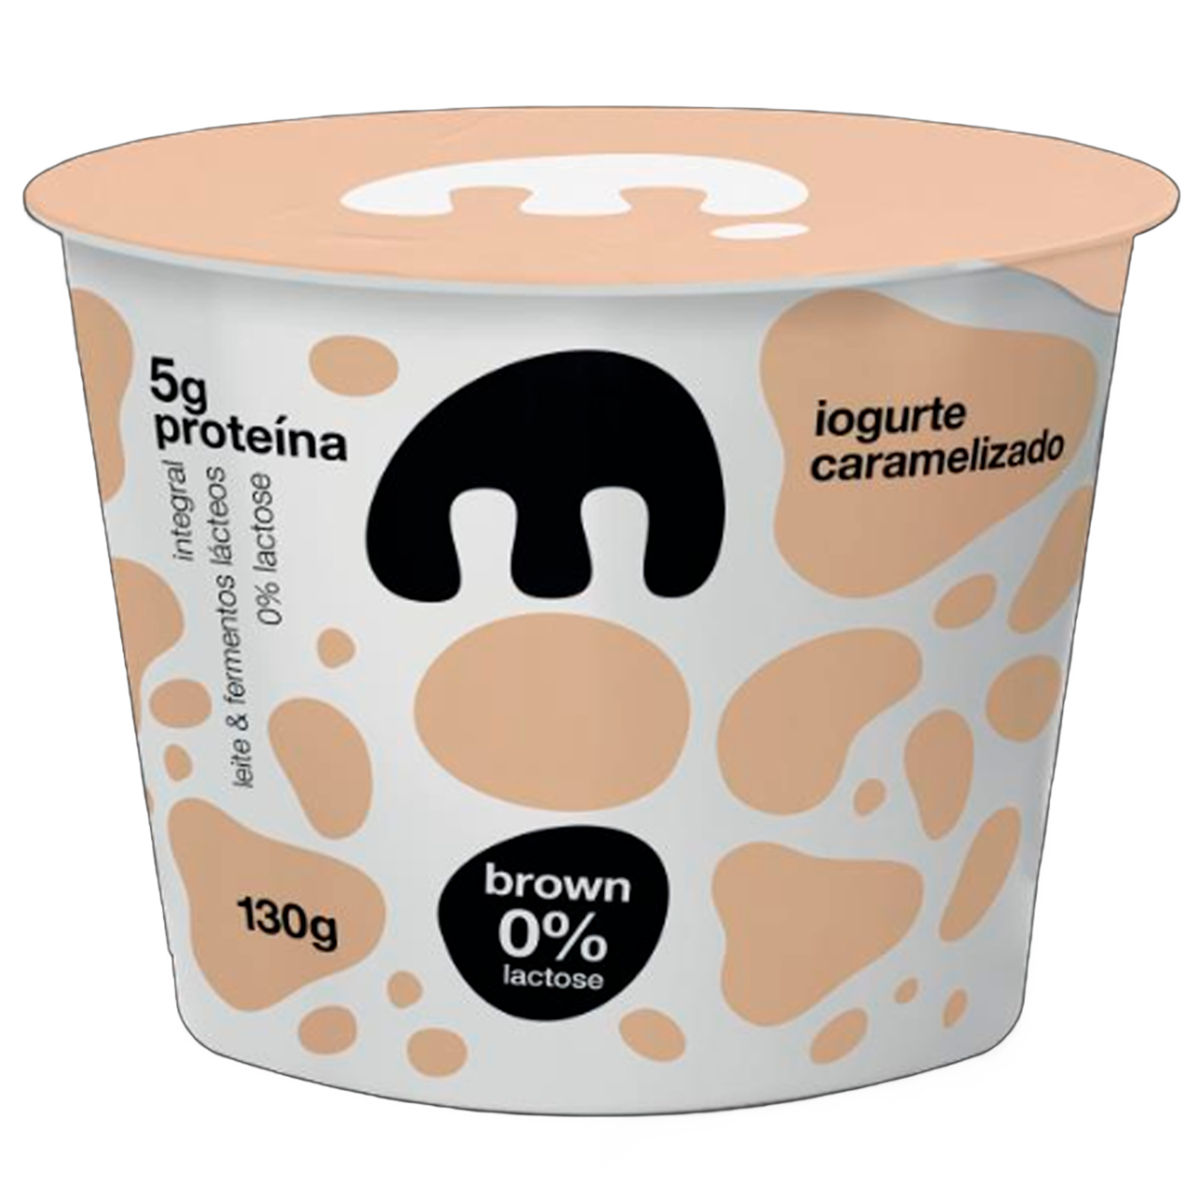 5g
proteína
integral
leite & fermentos lácteos
0% lactose
iogurte
caramelizado
130g
brown
0%
lactose